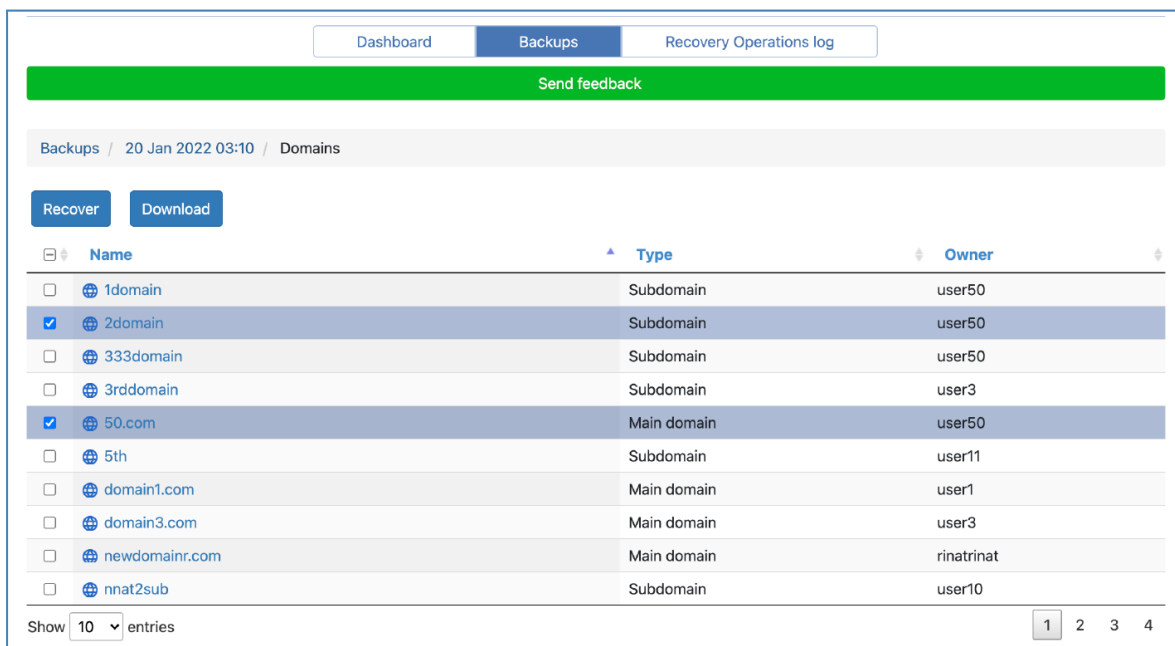 Dashboard Backups Recovery Operations log
Send feedback
Backups / 20 Jan 2022 03:10 / Domains
Recover Download
Name Type Owner
1domain Subdomain user50
2domain Subdomain user50
333domain Subdomain user50
3rddomain Subdomain user3
50.com Main domain user50
5th Subdomain user11
domain1.com Main domain user1
domain3.com Main domain user3
newdomainr.com Main domain rinatrinat
nnat2sub Subdomain user10
Show 10 entries 1 2 3 4